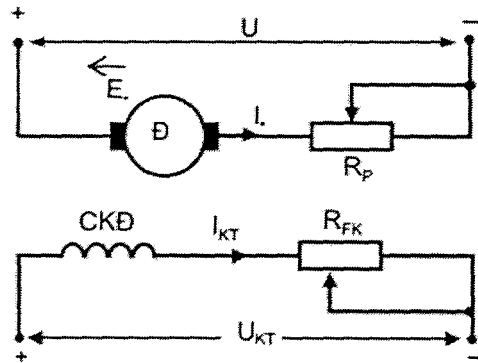 + U −
E.
Đ
I.
R_P
CKĐ I_KT R_FK
+ U_KT −